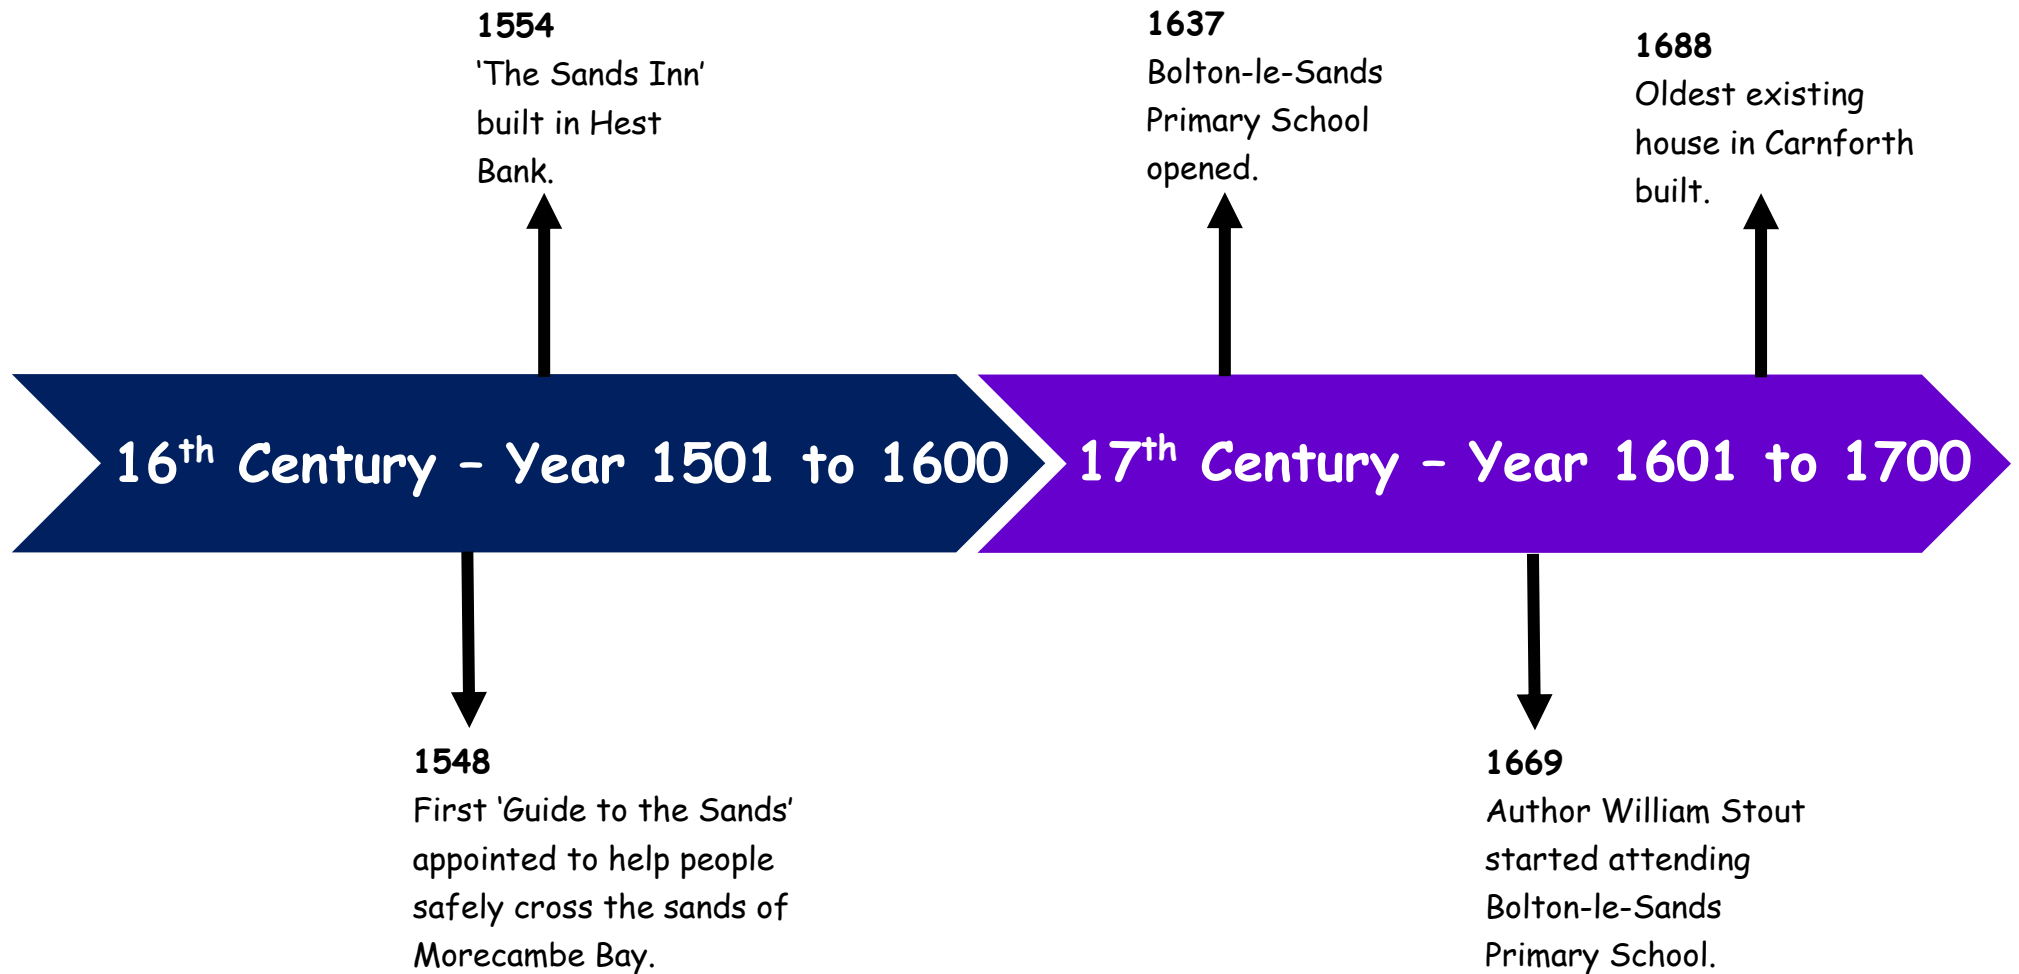 1554
‘The Sands Inn’
built in Hest
Bank.
1637
Bolton-le-Sands
Primary School
opened.
1688
Oldest existing
house in Carnforth
built.
16th Century – Year 1501 to 1600
17th Century – Year 1601 to 1700
1548
First ‘Guide to the Sands’
appointed to help people
safely cross the sands of
Morecambe Bay.
1669
Author William Stout
started attending
Bolton-le-Sands
Primary School.